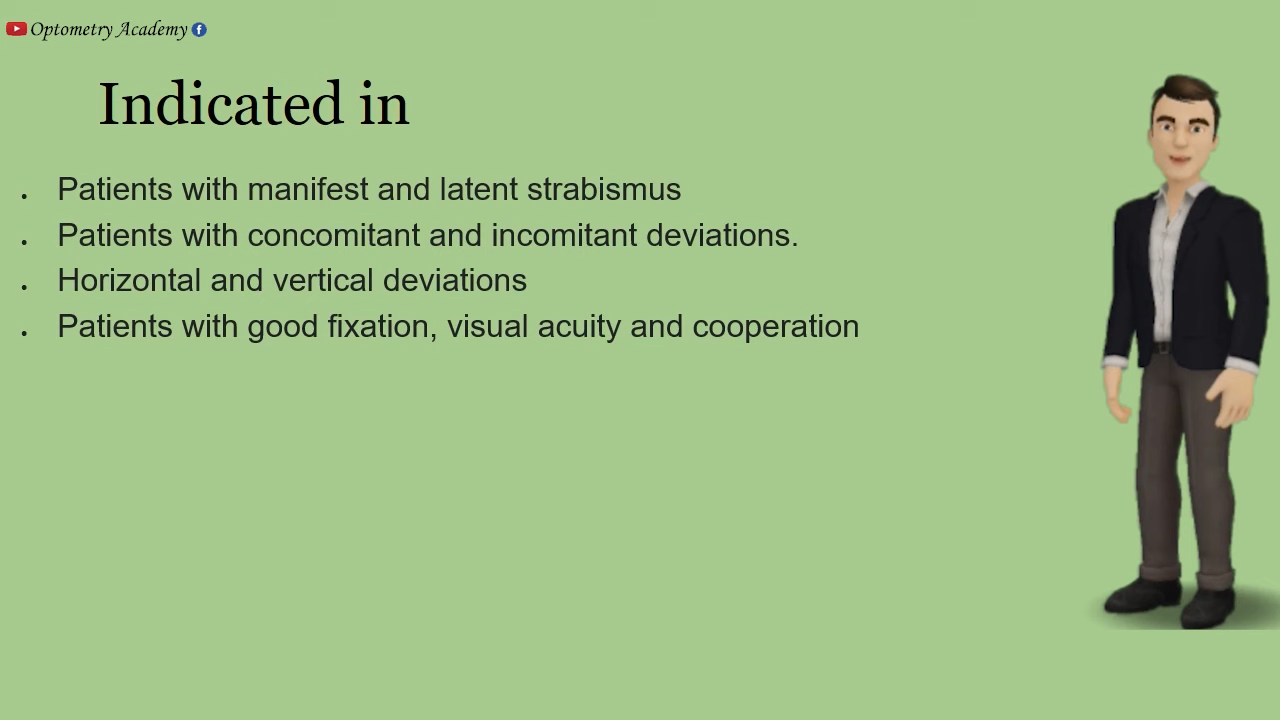 Optometry Academy
Indicated in
. Patients with manifest and latent strabismus
. Patients with concomitant and incomitant deviations.
. Horizontal and vertical deviations
. Patients with good fixation, visual acuity and cooperation